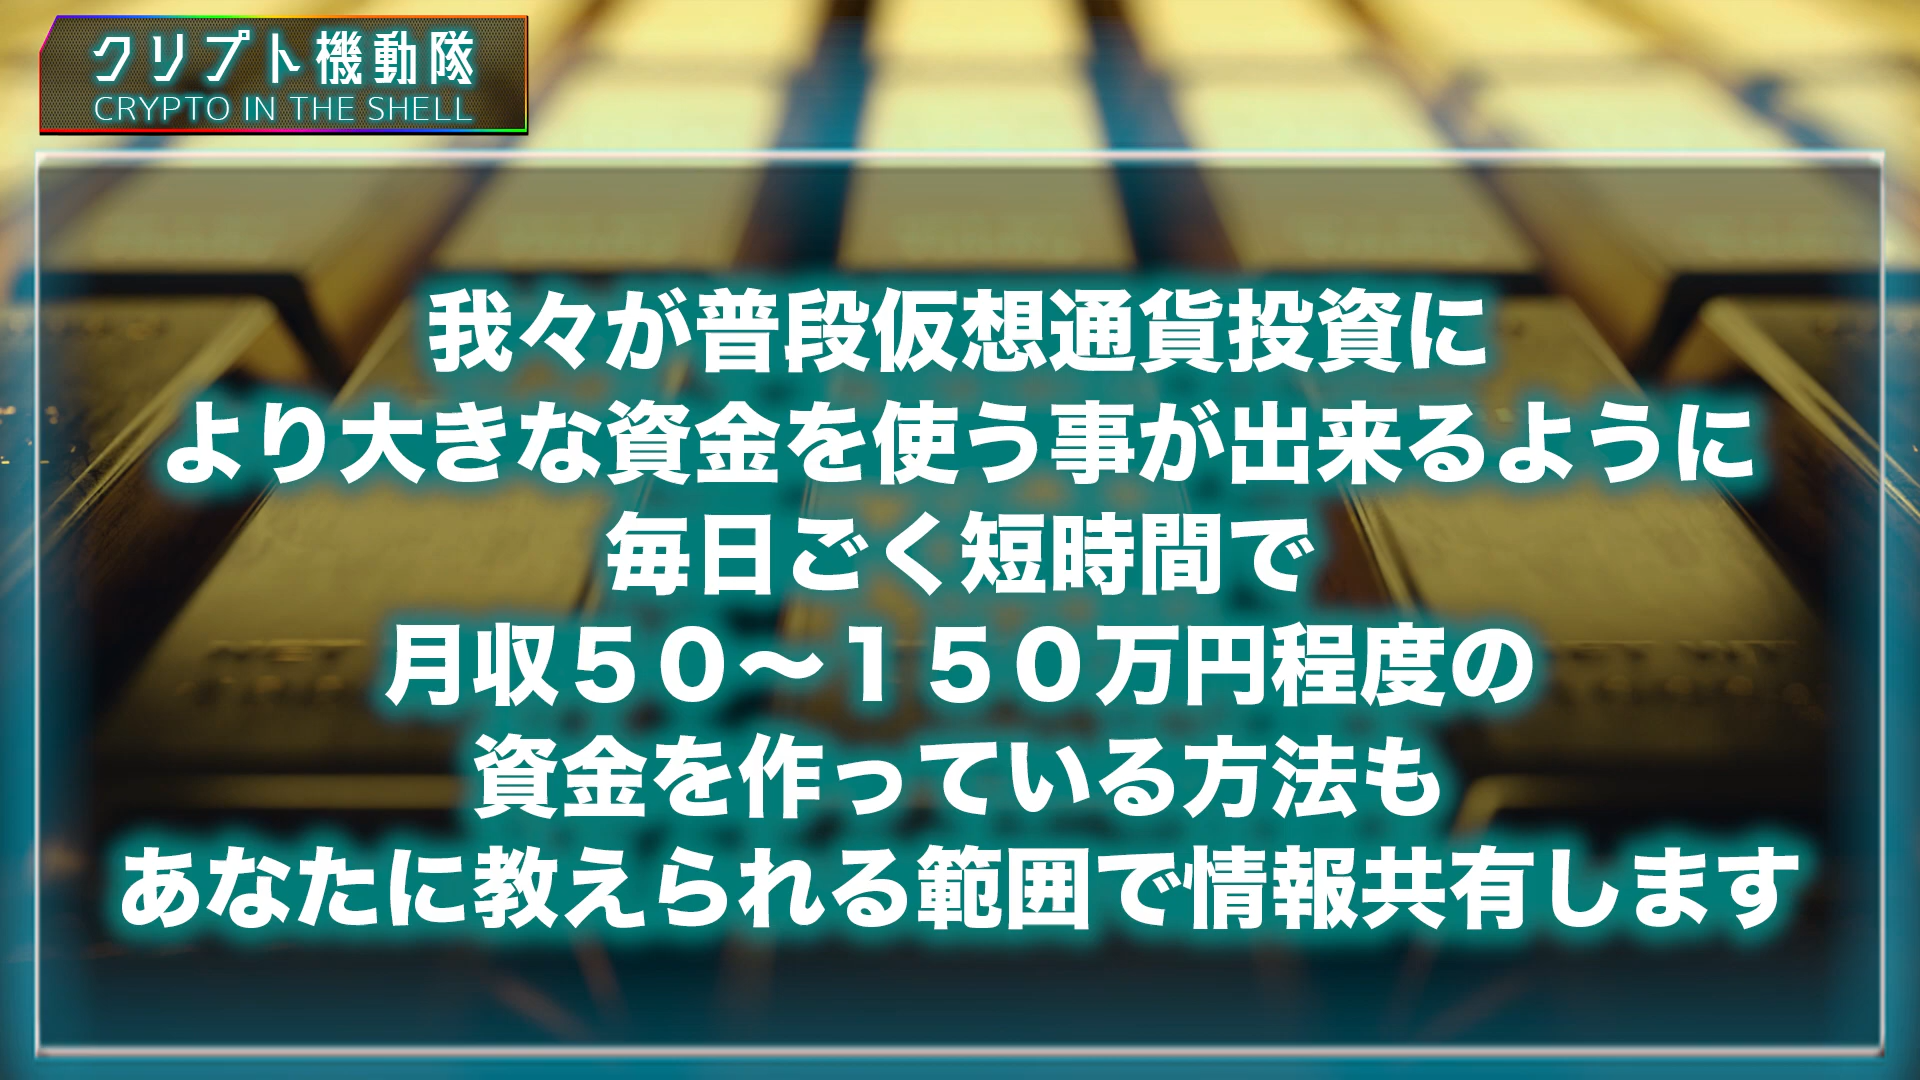 クリプト機動隊
CRYPTO IN THE SHELL
我々が普段仮想通貨投資に
より大きな資金を使う事が出来るように
毎日ごく短時間で
月収５０〜１５０万円程度の
資金を作っている方法も
あなたに教えられる範囲で情報共有します